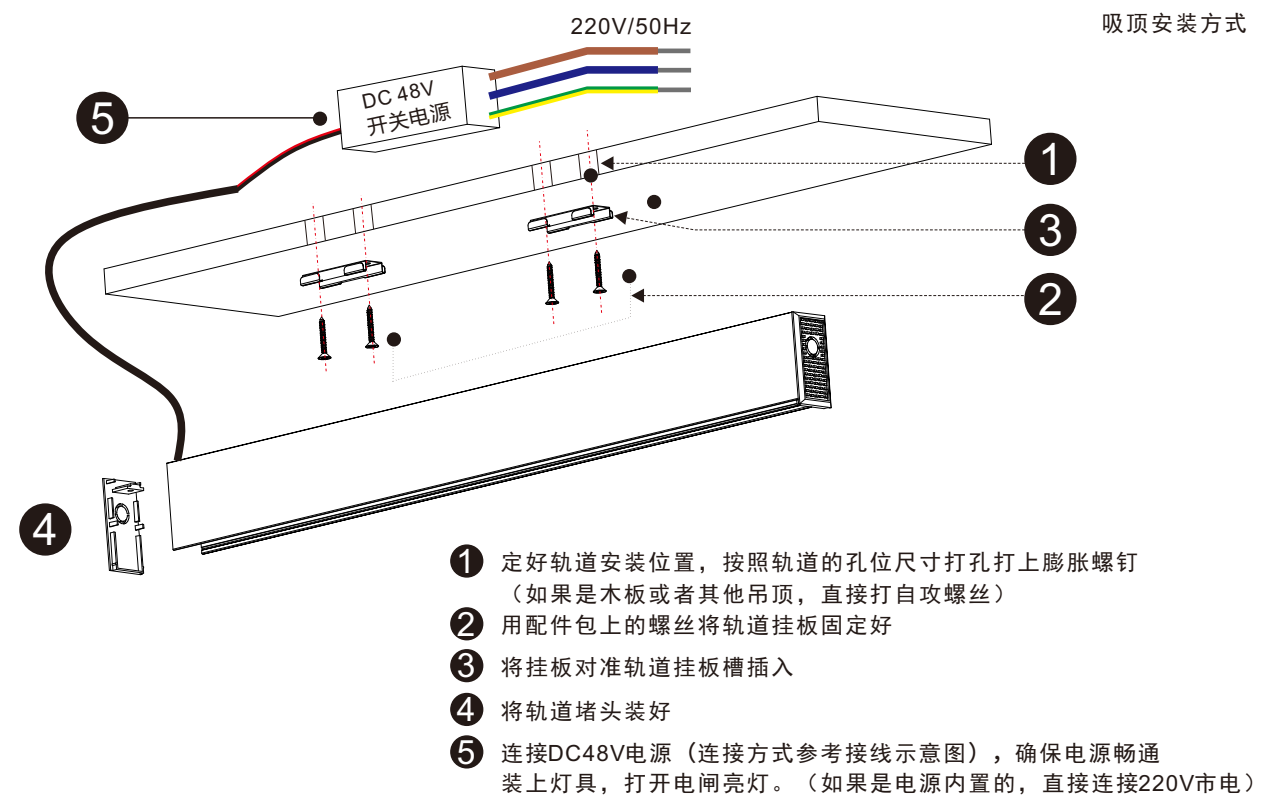 220V/50Hz
吸顶安装方式
DC 48V
开关电源
5
1
3
2
4
1 定好轨道安装位置，按照轨道的孔位尺寸打孔打上膨胀螺钉
（如果是木板或者其他吊顶，直接打自攻螺丝）
2 用配件包上的螺丝将轨道挂板固定好
3 将挂板对准轨道挂板槽插入
4 将轨道堵头装好
5 连接DC48V电源（连接方式参考接线示意图），确保电源畅通
装上灯具，打开电闸亮灯。（如果是电源内置的，直接连接220V市电）